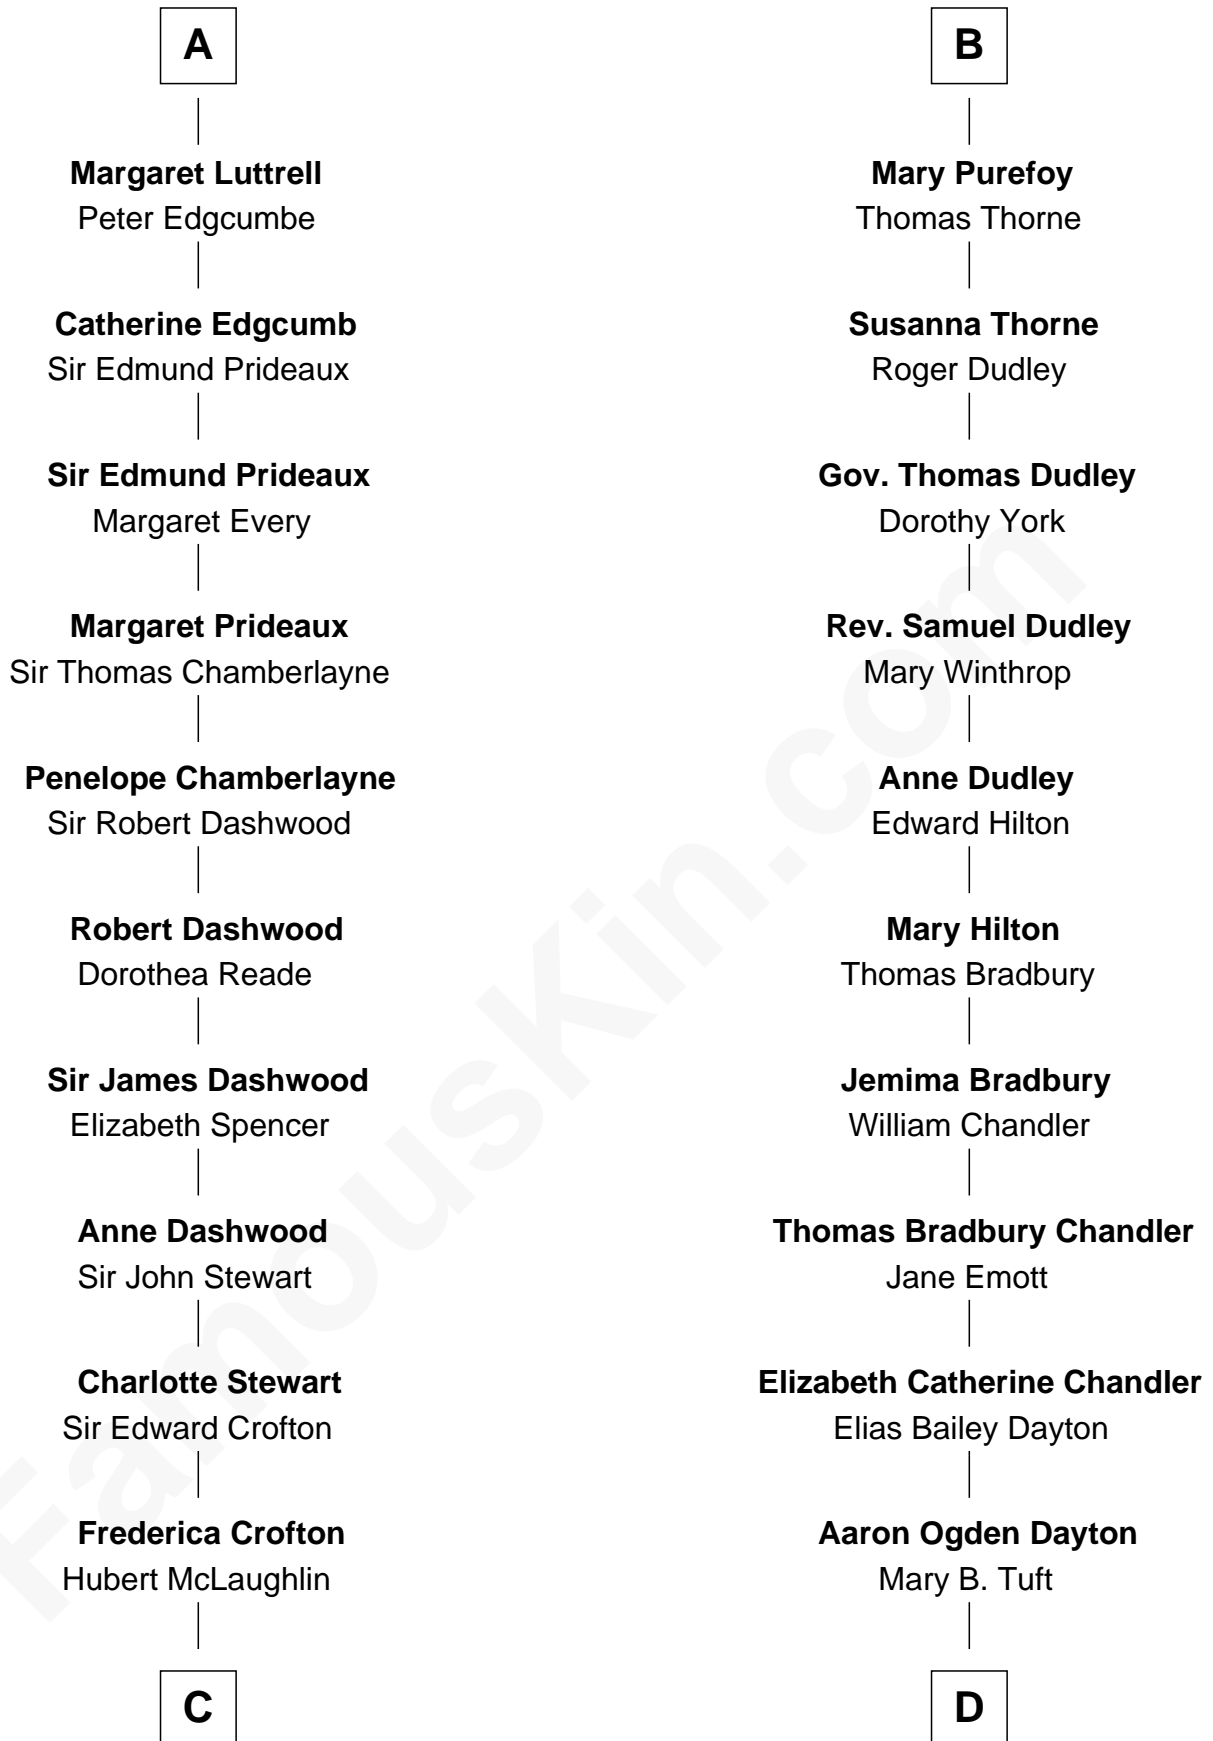 A
Margaret Luttrell
Peter Edgcumbe
Catherine Edgcumb
Sir Edmund Prideaux
Sir Edmund Prideaux
Margaret Every
Margaret Prideaux
Sir Thomas Chamberlayne
Penelope Chamberlayne
Sir Robert Dashwood
Robert Dashwood
Dorothea Reade
Sir James Dashwood
Elizabeth Spencer
Anne Dashwood
Sir John Stewart
Charlotte Stewart
Sir Edward Crofton
Frederica Crofton
Hubert McLaughlin
C
B
Mary Purefoy
Thomas Thorne
Susanna Thorne
Roger Dudley
Gov. Thomas Dudley
Dorothy York
Rev. Samuel Dudley
Mary Winthrop
Anne Dudley
Edward Hilton
Mary Hilton
Thomas Bradbury
Jemima Bradbury
William Chandler
Thomas Bradbury Chandler
Jane Emott
Elizabeth Catherine Chandler
Elias Bailey Dayton
Aaron Ogden Dayton
Mary B. Tuft
D
FamousKin.com